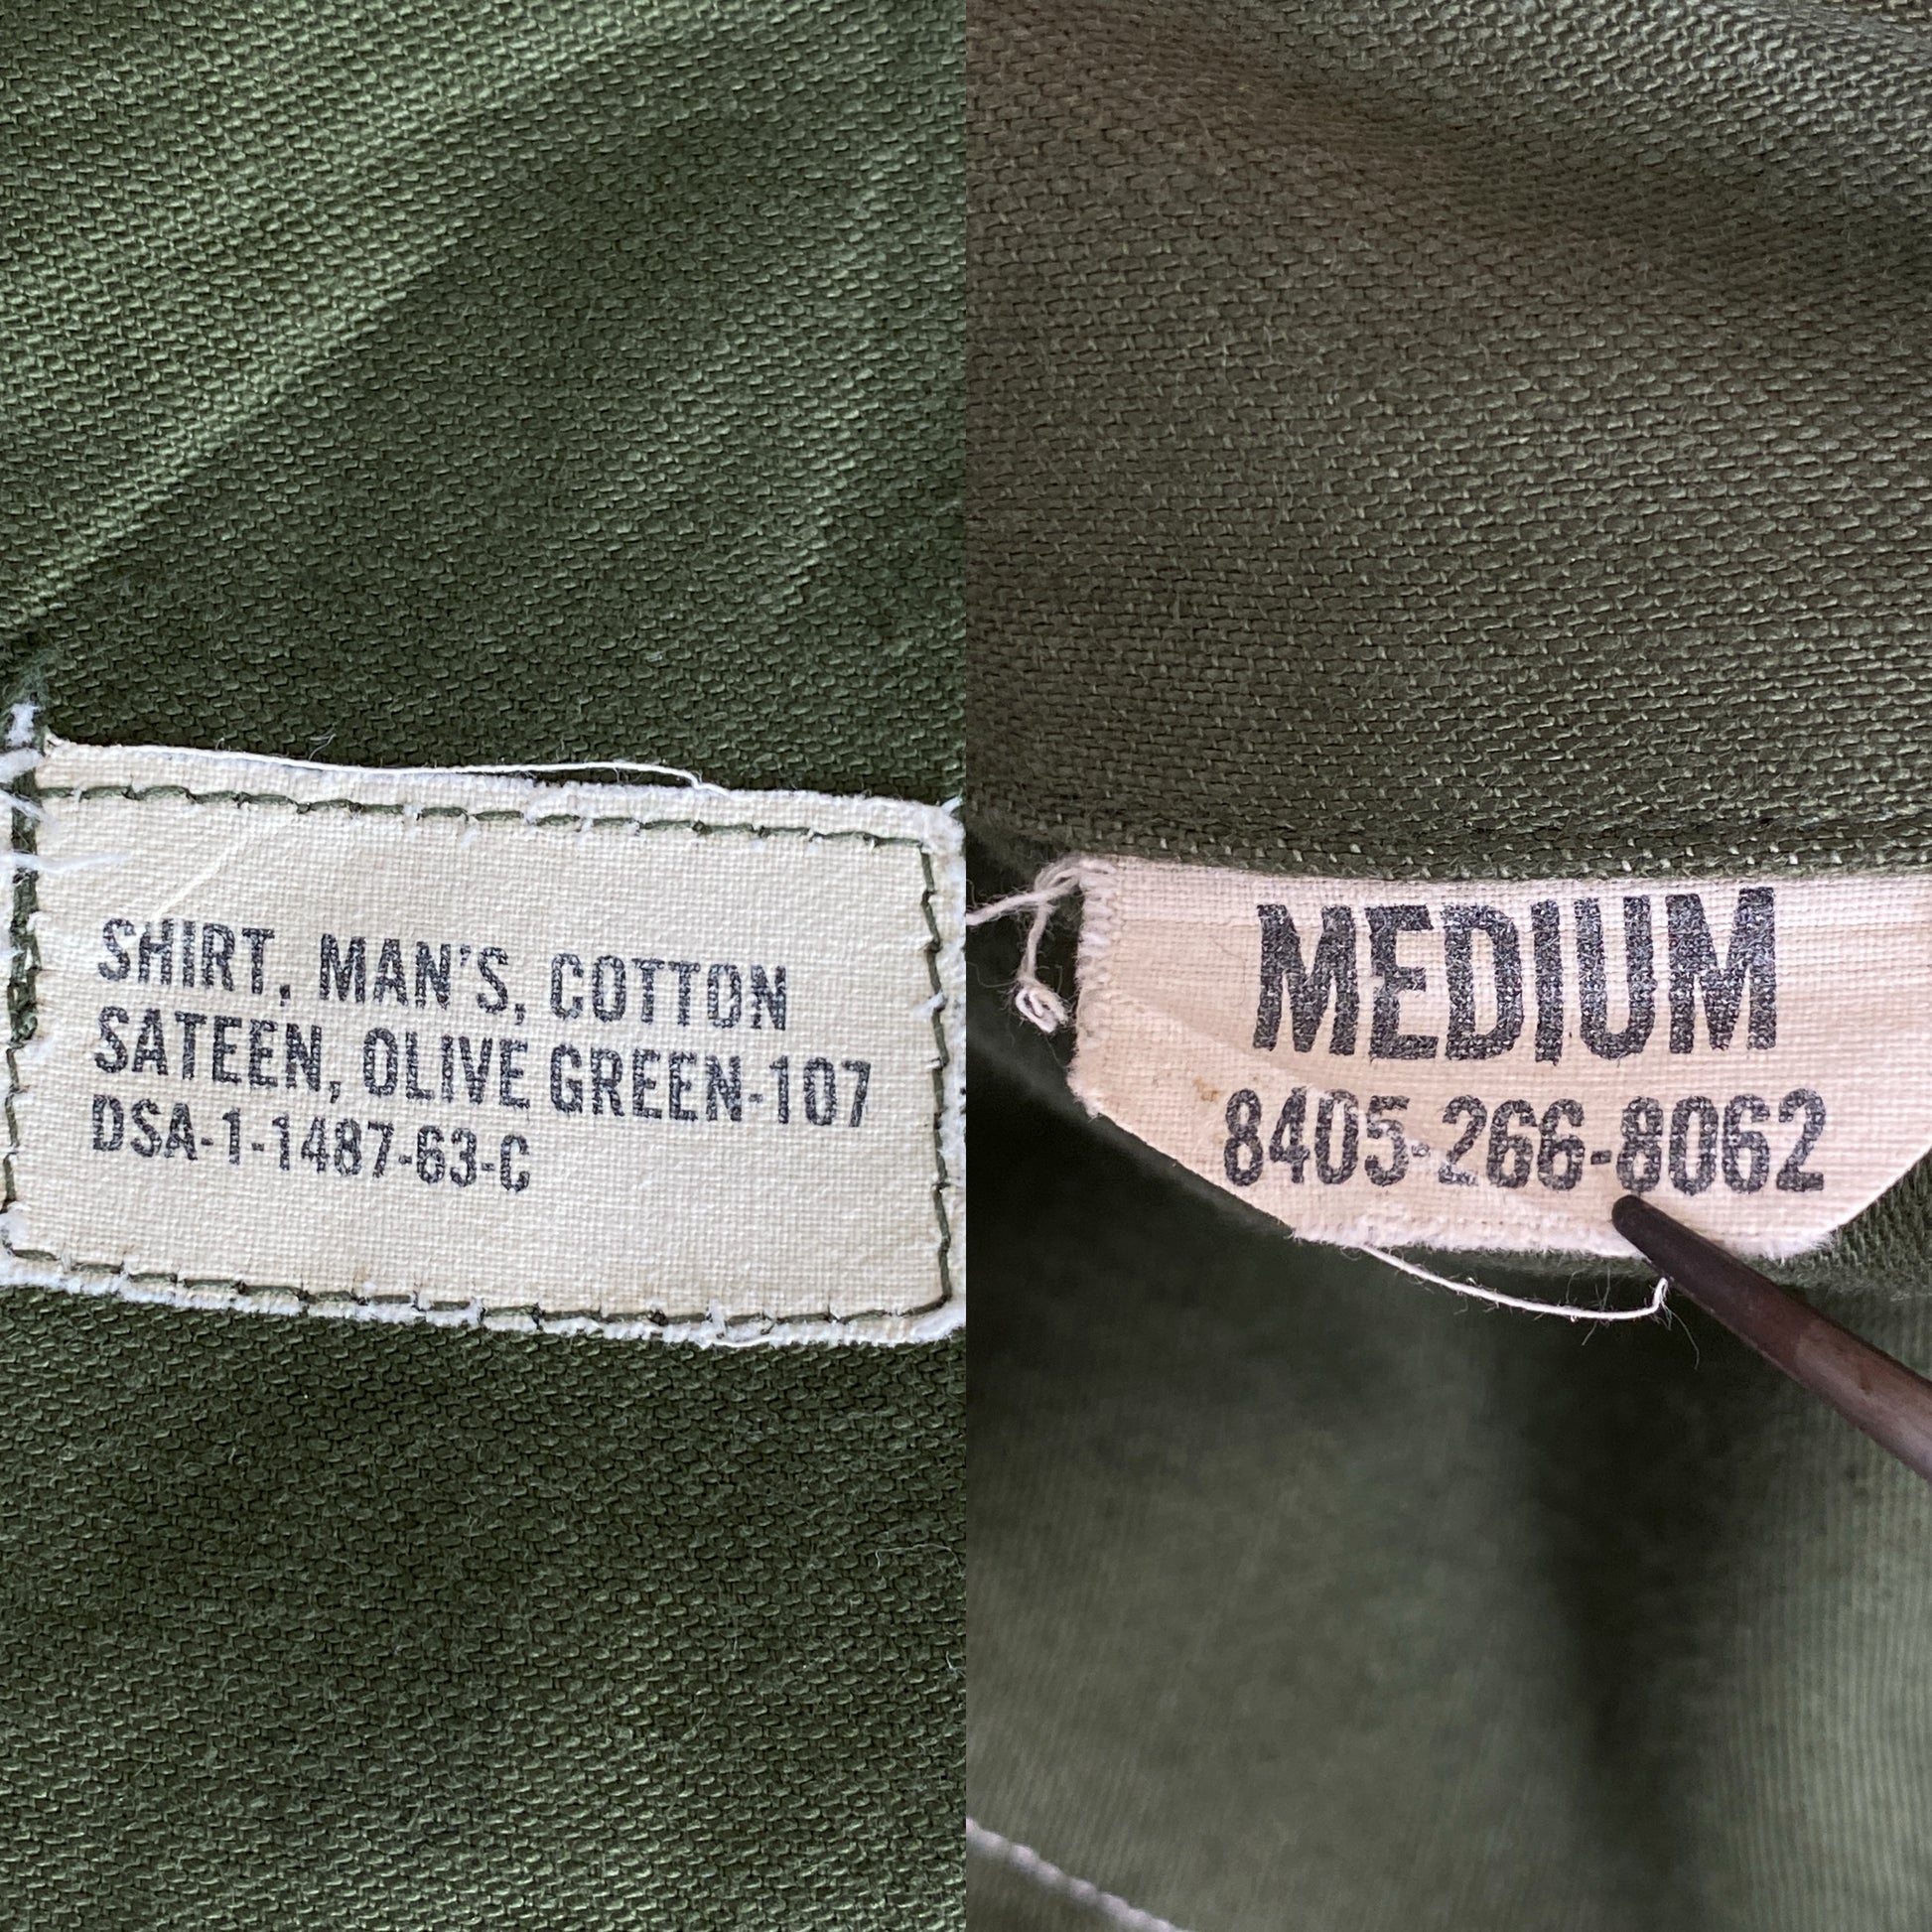 SHIRT, MAN'S, COTTON
SATEEN, OLIVE GREEN-107
DSA-1-1487-63-C
MEDIUM
8405-266-8062